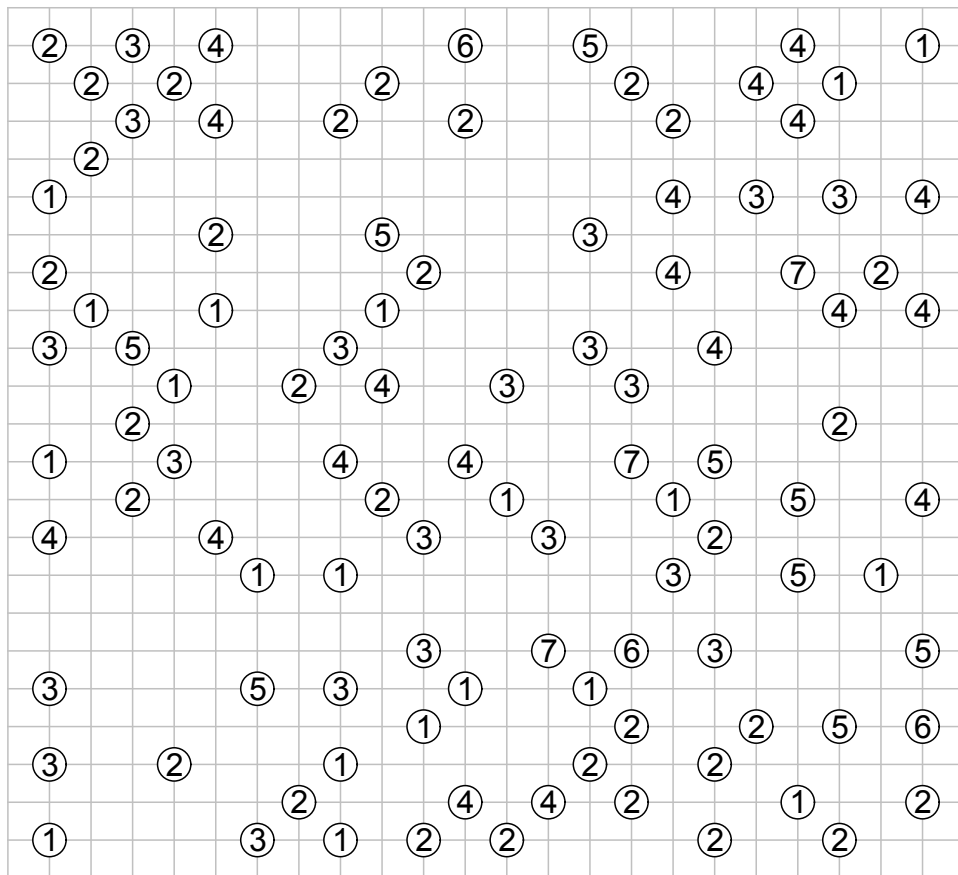 2 3 4 6 5 4 1
2 2 2 2 4 1
3 4 2 2 2 4
2
1 4 3 3 4
2 5 3
2 2 4 7 2
1 1 1 4 4
3 5 3 3 4
1 2 4 3 3
2 2
1 3 4 4 7 5
2 2 1 1 5 4
4 4 3 3 2
1 1 3 5 1
3 7 6 3 5
3 5 3 1 1
1 2 2 5 6
3 2 1 2 2
2 4 4 2 1 2
1 3 1 2 2 2 2